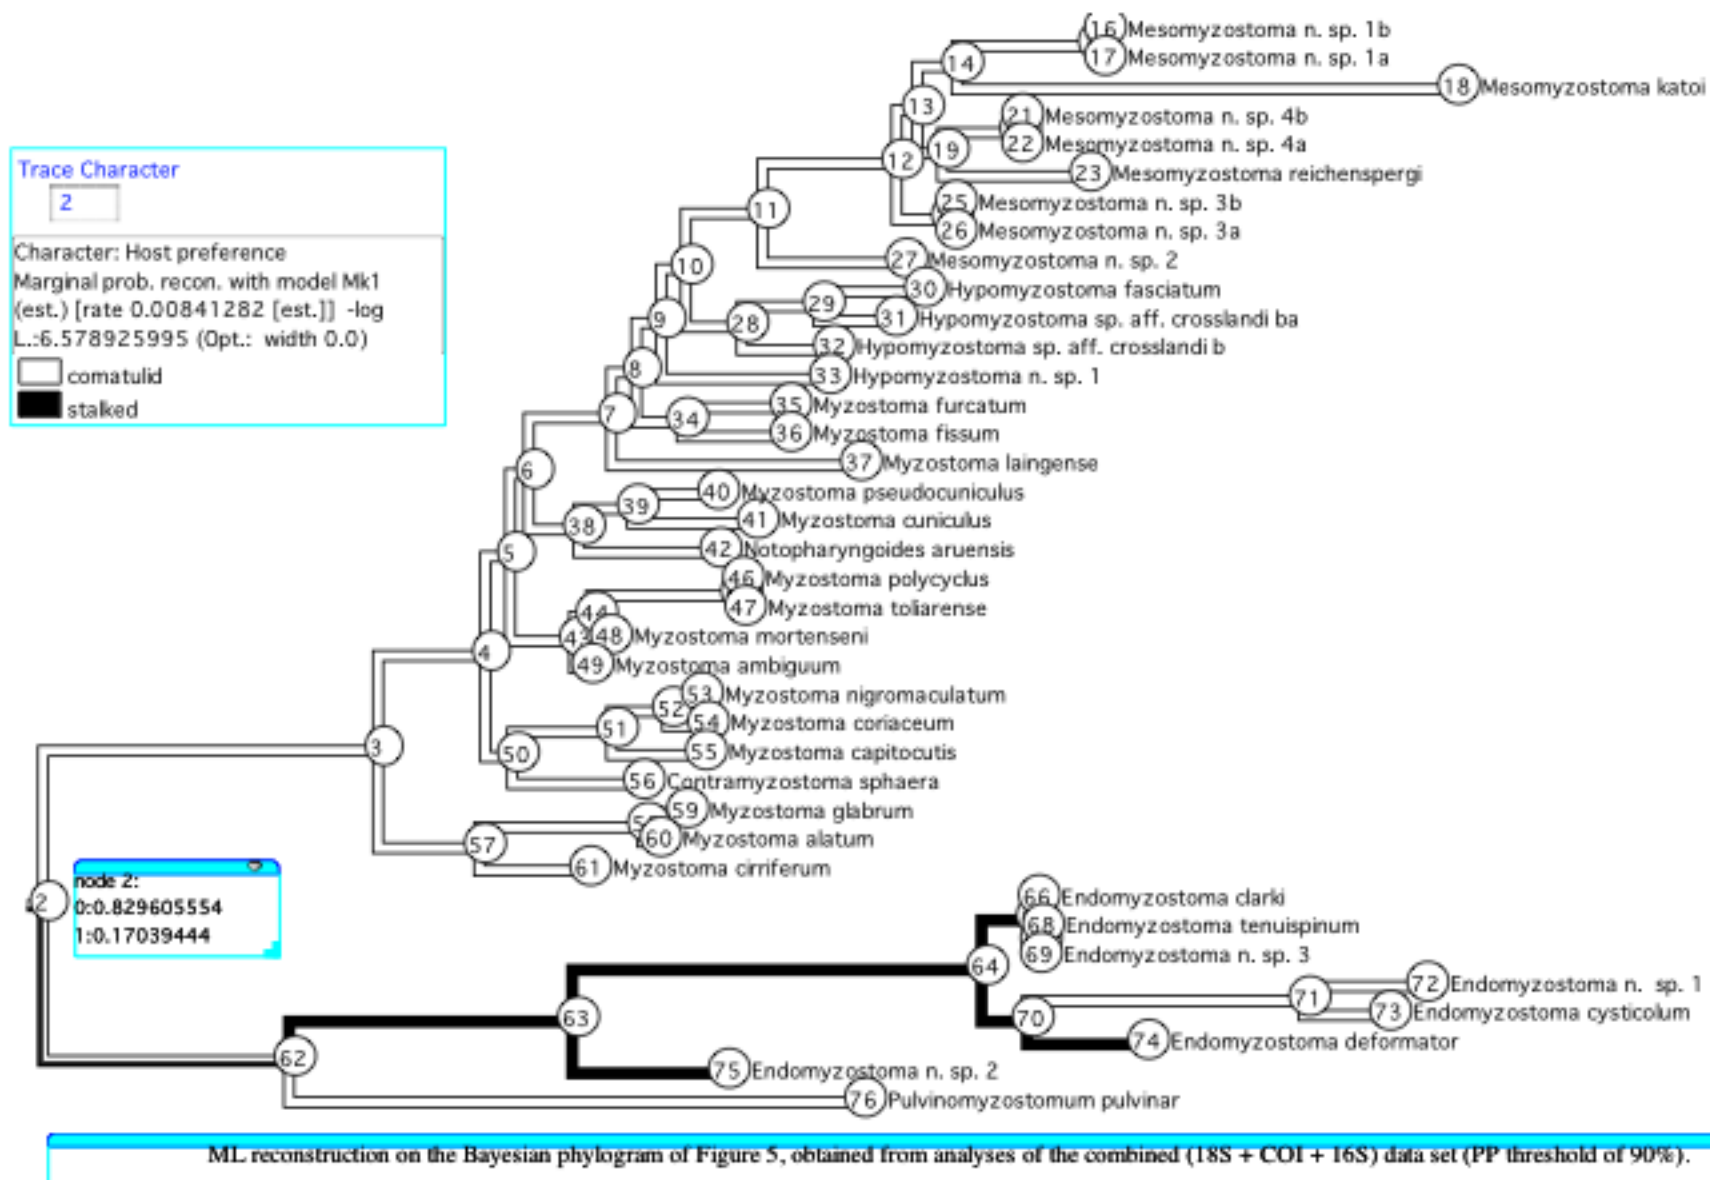 16 Mesomyzostoma n. sp. 1b
17 Mesomyzostoma n. sp. 1a
14
18 Mesomyzostoma katoi
13
21 Mesomyzostoma n. sp. 4b
22 Mesomyzostoma n. sp. 4a
19
12
23 Mesomyzostoma reichenspergi
25 Mesomyzostoma n. sp. 3b
11
26 Mesomyzostoma n. sp. 3a
27 Mesomyzostoma n. sp. 2
10
30 Hypomyzostoma fasciatum
29
31 Hypomyzostoma sp. aff. crosslandi ba
9
28
32 Hypomyzostoma sp. aff. crosslandi b
8
33 Hypomyzostoma n. sp. 1
35 Myzostoma furcatum
7
34
36 Myzostoma fissum
37 Myzostoma laingense
6
40 Myzostoma pseudocuniculus
39
41 Myzostoma cuniculus
38
42 Notopharyngoides aruensis
5
46 Myzostoma polycyclus
47 Myzostoma toliarense
44
43
48 Myzostoma mortenseni
4
49 Myzostoma ambiguum
53 Myzostoma nigromaculatum
52
54 Myzostoma coriaceum
51
55 Myzostoma capitocutis
50
3
56 Contramyzostoma sphaera
59 Myzostoma glabrum
60 Myzostoma alatum
57
61 Myzostoma cirriferum
Trace Character
2
Character: Host preference
Marginal prob. recon. with model Mk1
(est.) [rate 0.00841282 [est.]] -log
L.:6.578925995 (Opt.: width 0.0)
comatulid
stalked
2
node 2:
0:0.829605554
1:0.17039444
66 Endomyzostoma clarki
68 Endomyzostoma tenuispinum
69 Endomyzostoma n. sp. 3
64
72 Endomyzostoma n. sp. 1
71
73 Endomyzostoma cysticolum
70
63
74 Endomyzostoma deformator
62
75 Endomyzostoma n. sp. 2
76 Pulvinomyzostomum pulvinar
ML reconstruction on the Bayesian phylogram of Figure 5, obtained from analyses of the combined (18S + COI + 16S) data set (PP threshold of 90%).